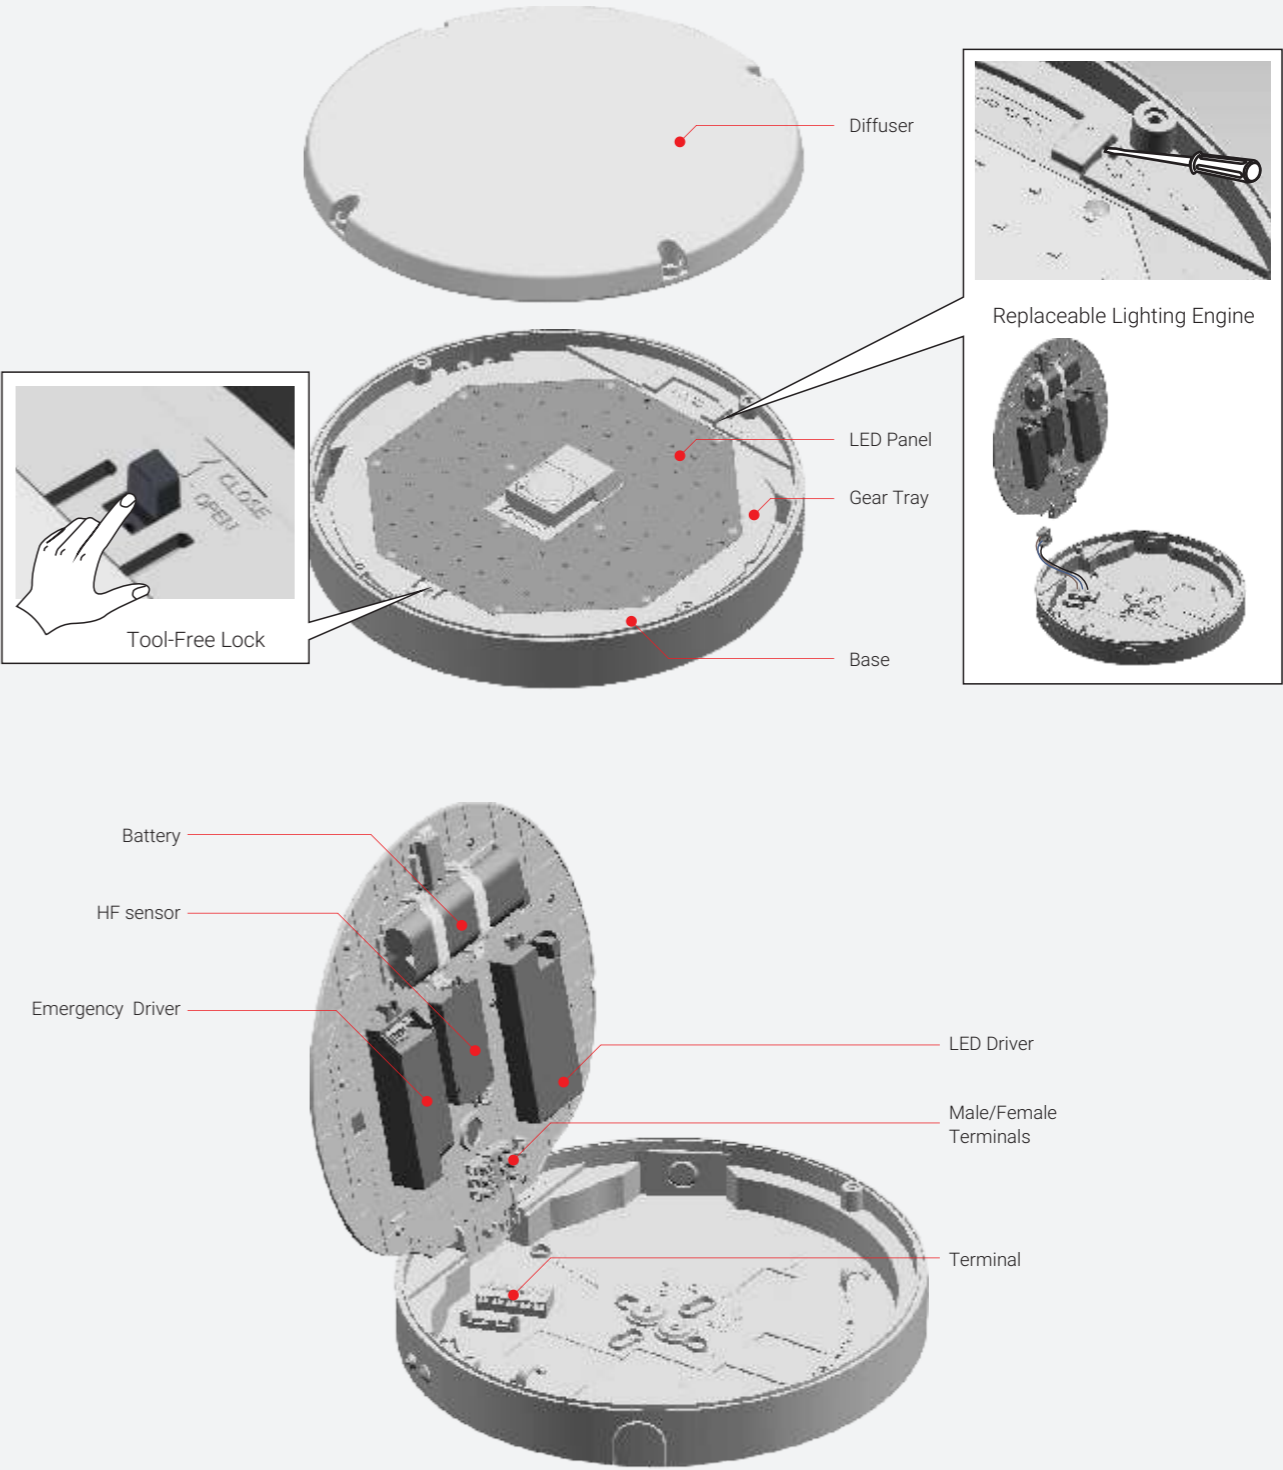 Diffuser
Replaceable Lighting Engine
CLOSE
OPEN
Tool-Free Lock
LED Panel
Gear Tray
Base
Battery
HF sensor
Emergency Driver
LED Driver
Male/Female
Terminals
Terminal